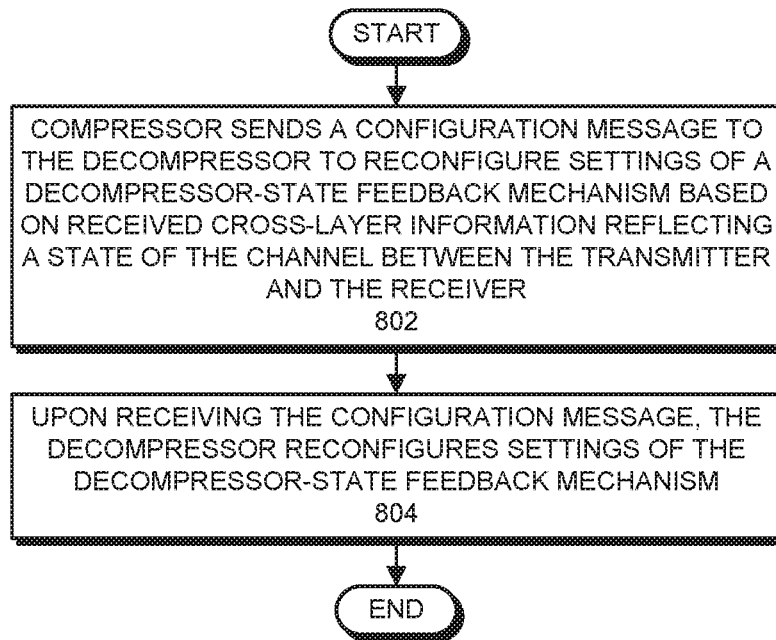 START
COMPRESSOR SENDS A CONFIGURATION MESSAGE TO
THE DECOMPRESSOR TO RECONFIGURE SETTINGS OF A
DECOMPRESSOR-STATE FEEDBACK MECHANISM BASED
ON RECEIVED CROSS-LAYER INFORMATION REFLECTING
A STATE OF THE CHANNEL BETWEEN THE TRANSMITTER
AND THE RECEIVER
802
UPON RECEIVING THE CONFIGURATION MESSAGE, THE
DECOMPRESSOR RECONFIGURES SETTINGS OF THE
DECOMPRESSOR-STATE FEEDBACK MECHANISM
804
END